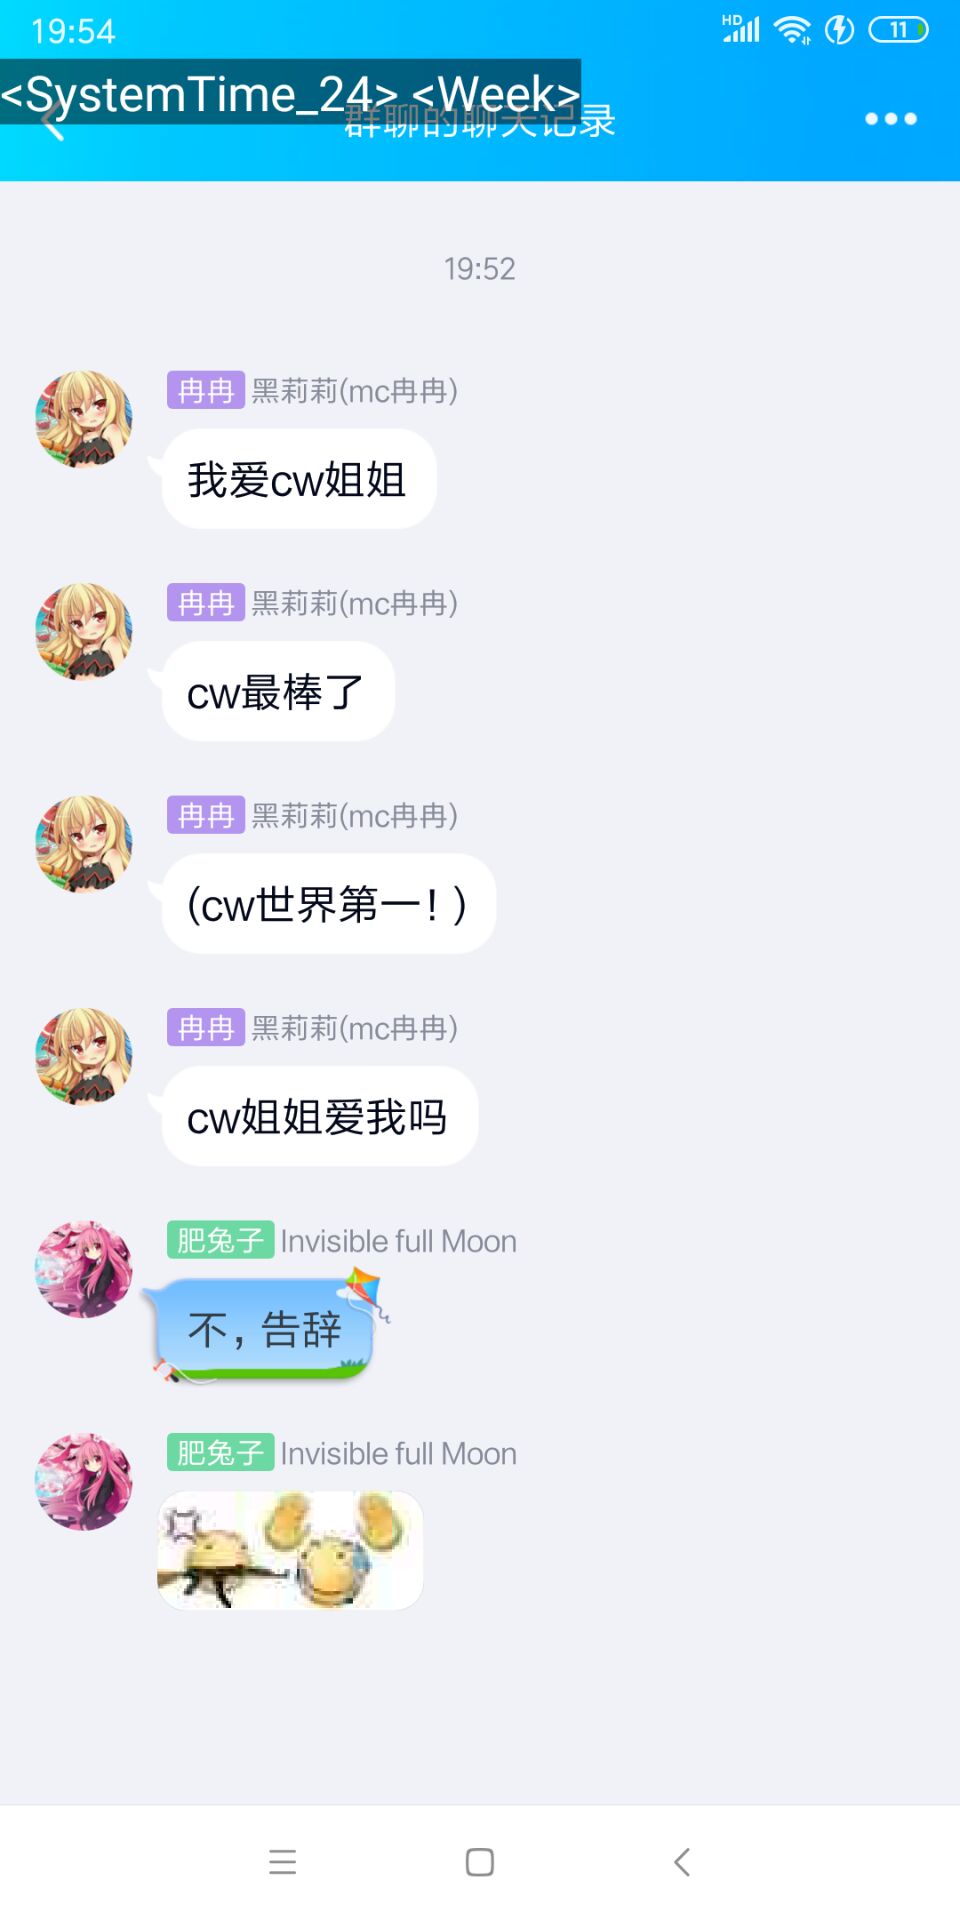 19:54
HD
11
<SystemTime_24> <Week>
群聊的聊天记录
19:52
冉冉 黑莉莉(mc冉冉)
我爱cw姐姐
冉冉 黑莉莉(mc冉冉)
cw最棒了
冉冉 黑莉莉(mc冉冉)
(cw世界第一！)
冉冉 黑莉莉(mc冉冉)
cw姐姐爱我吗
肥兔子 Invisible full Moon
不，告辞
肥兔子 Invisible full Moon